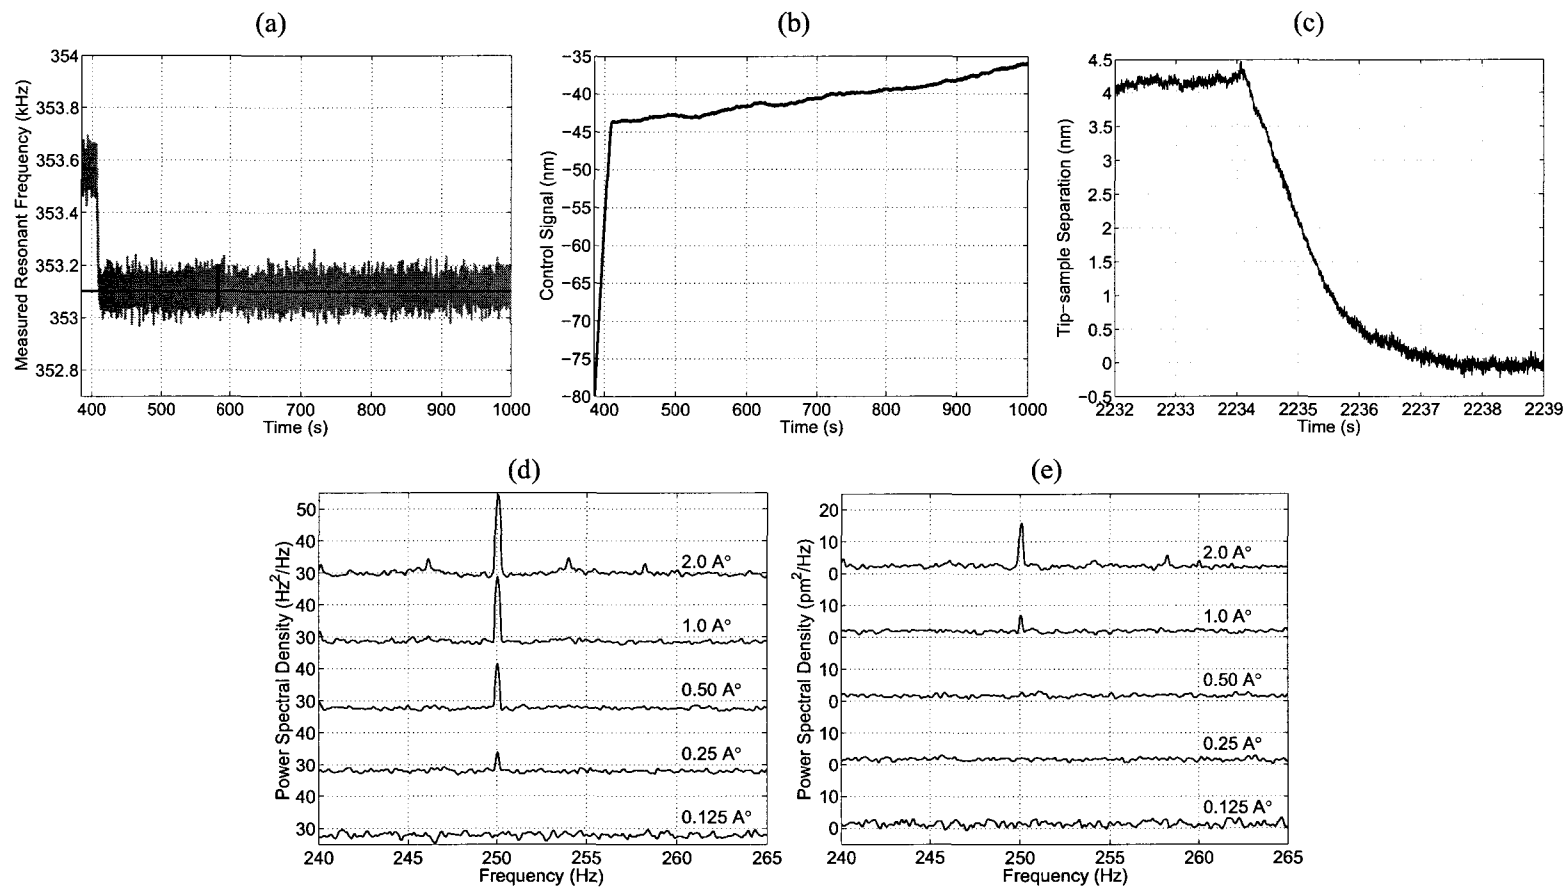 (a)
(b)
(c)
Measured Resonant Frequency (kHz)
354
353.8
353.6
353.4
353.2
353
352.8
400 500 600 700 800 900 1000
Time (s)
Control Signal (nm)
−35
−40
−45
−50
−55
−60
−65
−70
−75
−80
400 500 600 700 800 900 1000
Time (s)
Tip−sample Separation (nm)
4.5
4
3.5
3
2.5
2
1.5
1
0.5
0
−0.5
2232 2233 2234 2235 2236 2237 2238 2239
Time (s)
(d)
(e)
Power Spectral Density (Hz²/Hz)
50
40
30
40
30
40
30
40
30
40
30
2.0 A°
1.0 A°
0.50 A°
0.25 A°
0.125 A°
240 245 250 255 260 265
Frequency (Hz)
Power Spectral Density (pm²/Hz)
20
10
0
10
0
10
0
10
0
10
0
2.0 A°
1.0 A°
0.50 A°
0.25 A°
0.125 A°
240 245 250 255 260 265
Frequency (Hz)